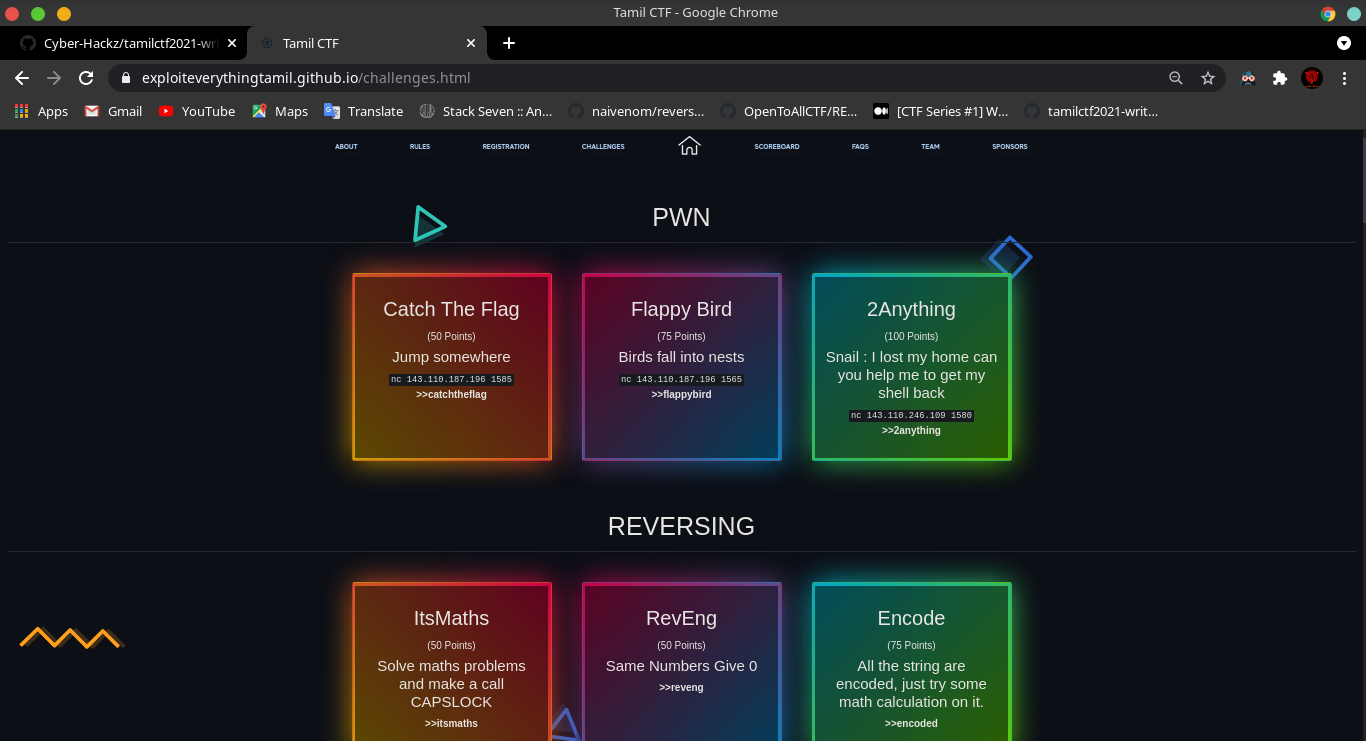 Tamil CTF - Google Chrome
Cyber-Hackz/tamilctf2021-wri
Tamil CTF
exploiteverythingtamil.github.io/challenges.html
Apps Gmail YouTube Maps Translate Stack Seven :: An... naivenom/revers... OpenToAllCTF/RE... [CTF Series #1] W... tamilctf2021-writ...
ABOUT RULES REGISTRATION CHALLENGES SCOREBOARD FAQS TEAM SPONSORS
PWN
Catch The Flag
(50 Points)
Jump somewhere
nc 143.110.187.196 1585
>>catchtheflag
Flappy Bird
(75 Points)
Birds fall into nests
nc 143.110.187.196 1565
>>flappybird
2Anything
(100 Points)
Snail : I lost my home can
you help me to get my
shell back
nc 143.110.246.109 1580
>>2anything
REVERSING
ItsMaths
(50 Points)
Solve maths problems
and make a call
CAPSLOCK
>>itsmaths
RevEng
(50 Points)
Same Numbers Give 0
>>reveng
Encode
(75 Points)
All the string are
encoded, just try some
math calculation on it.
>>encoded